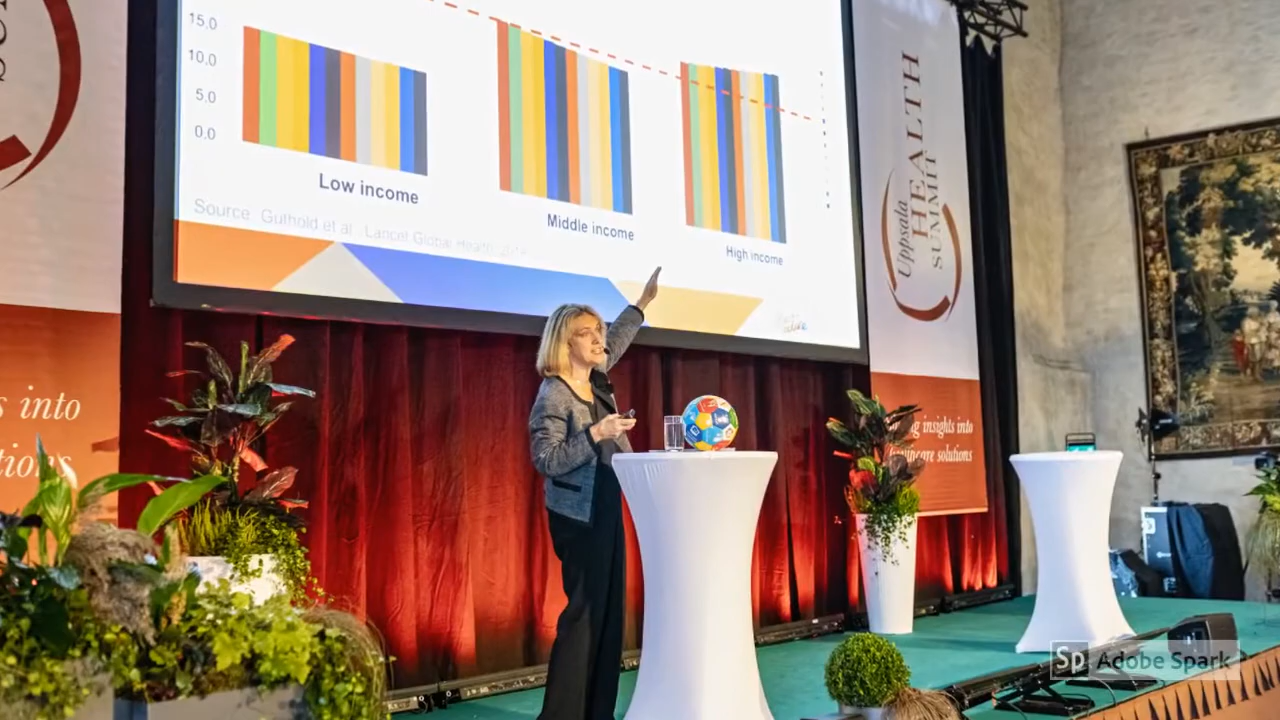 15.0
10.0
5.0
0.0
Low income
Middle income
High income
Source: Guthold et al. Lancet Global Health
Uppsala
HEALTH
SUMMIT
s into
tions
insights into
solutions
Sp Adobe Spark